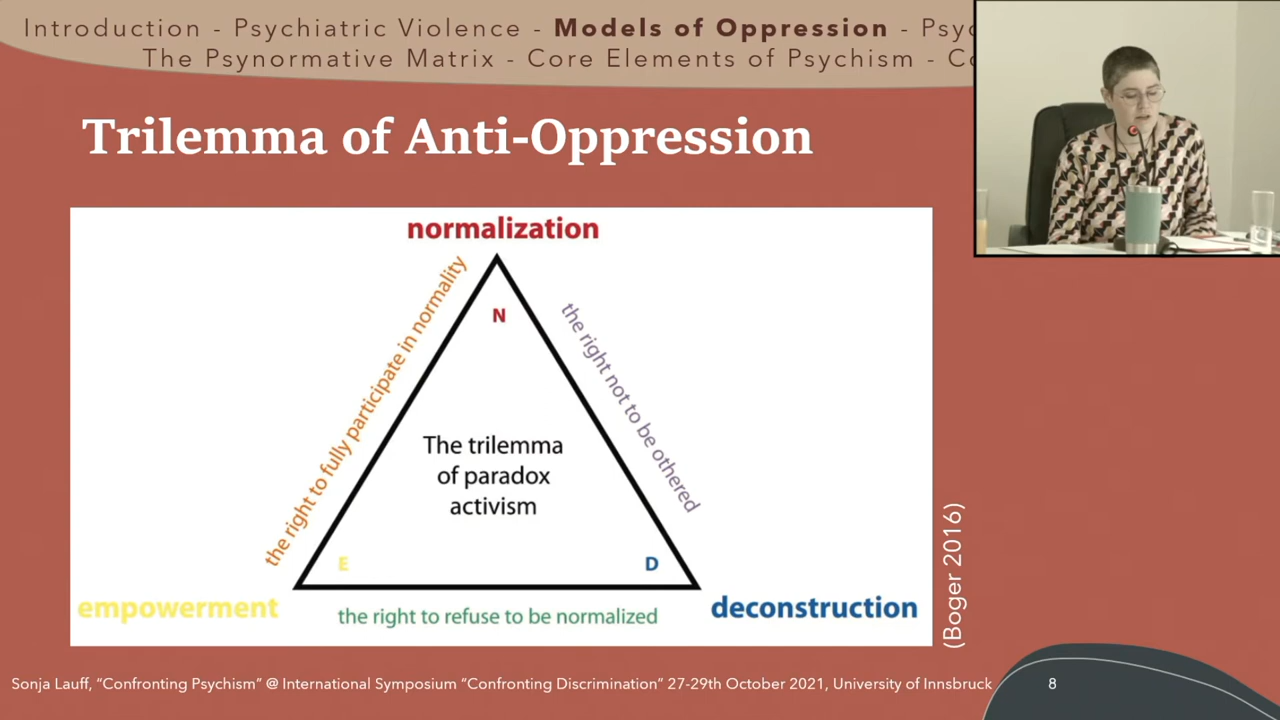 Introduction - Psychiatric Violence - Models of Oppression - Psyc
The Psynormative Matrix - Core Elements of Psychism - Co
Trilemma of Anti-Oppression
normalization
the right to fully participate in normality
N
the right not to be othered
The trilemma
of paradox
activism
E
D
empowerment
the right to refuse to be normalized
deconstruction
(Boger 2016)
Sonja Lauff, “Confronting Psychism” @ International Symposium “Confronting Discrimination” 27-29th October 2021, University of Innsbruck
8